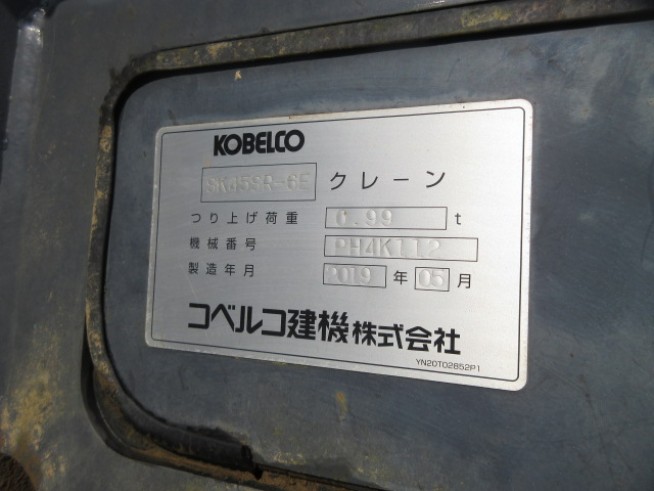 KOBELCO
SK45SR-6E クレーン
つり上げ荷重 0.99 t
機械番号 PH4K112
製造年月 2019 年 05 月
コベルコ建機株式会社
YN20T02852P1